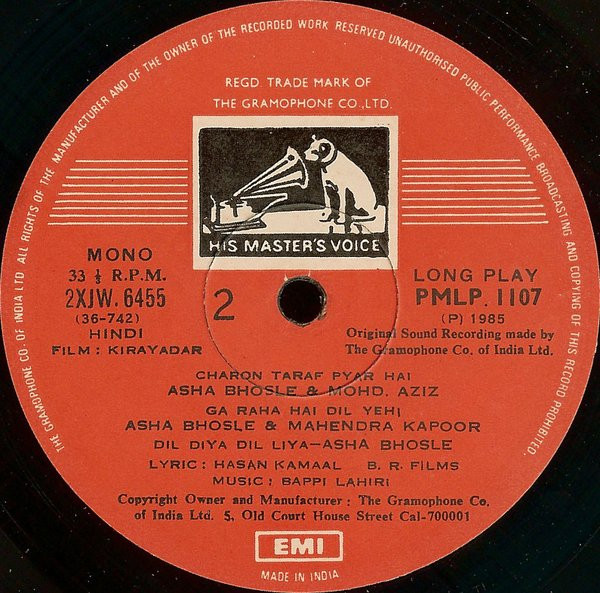 THE GRAMOPHONE CO. OF INDIA LTD ALL RIGHTS OF THE MANUFACTURER AND OF THE OWNER OF THE RECORDED WORK RESERVED UNAUTHORISED PUBLIC PERFORMANCE BROADCASTING AND COPYING OF THIS RECORD PROHIBITED.
REGD TRADE MARK OF
THE GRAMOPHONE CO.,LTD.
HIS MASTER'S VOICE
MONO
33 ⅓ R.P.M.
2XJW. 6455
(36-742)
HINDI
FILM : KIRAYADAR
2
LONG PLAY
PMLP. 1107
(P) 1985
Original Sound Recording made by
The Gramophone Co. of India Ltd.
CHARON TARAF PYAR HAI
ASHA BHOSLE & MOHD. AZIZ
GA RAHA HAI DIL YEHI
ASHA BHOSLE & MAHENDRA KAPOOR
DIL DIYA DIL LIYA—ASHA BHOSLE
LYRIC : HASAN KAMAAL B. R. FILMS
MUSIC : BAPPI LAHIRI
Copyright Owner and Manufacturer : The Gramophone Co.
of India Ltd. 5, Old Court House Street Cal-700001
EMI
MADE IN INDIA